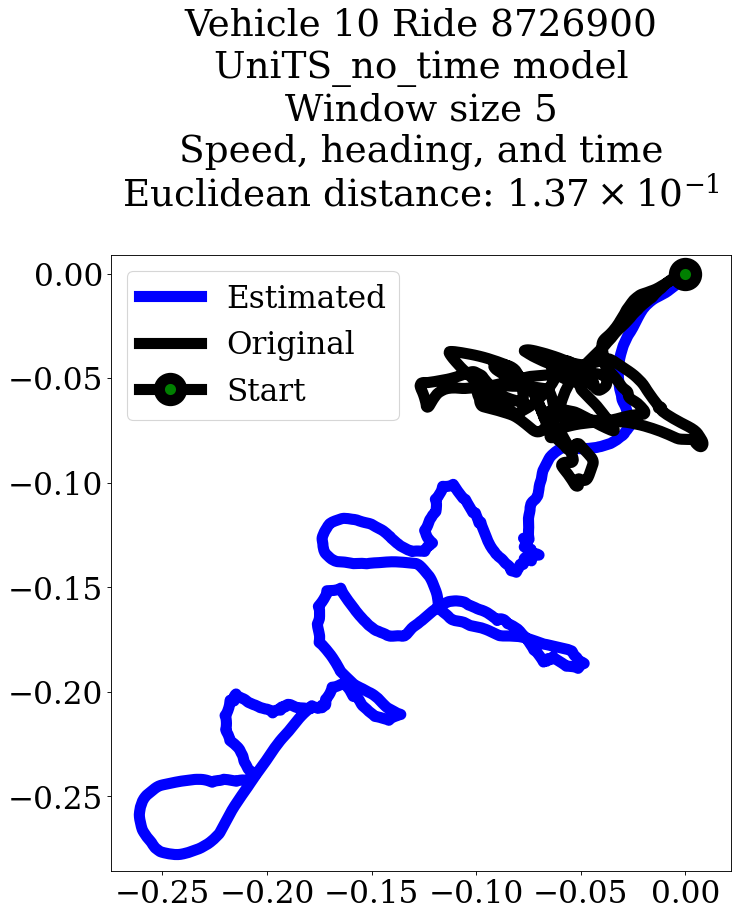 Vehicle 10 Ride 8726900
UniTS_no_time model
Window size 5
Speed, heading, and time
Euclidean distance: 1.37 × 10⁻¹
Estimated
Original
Start
0.00
−0.05
−0.10
−0.15
−0.20
−0.25
−0.25 −0.20 −0.15 −0.10 −0.05 0.00